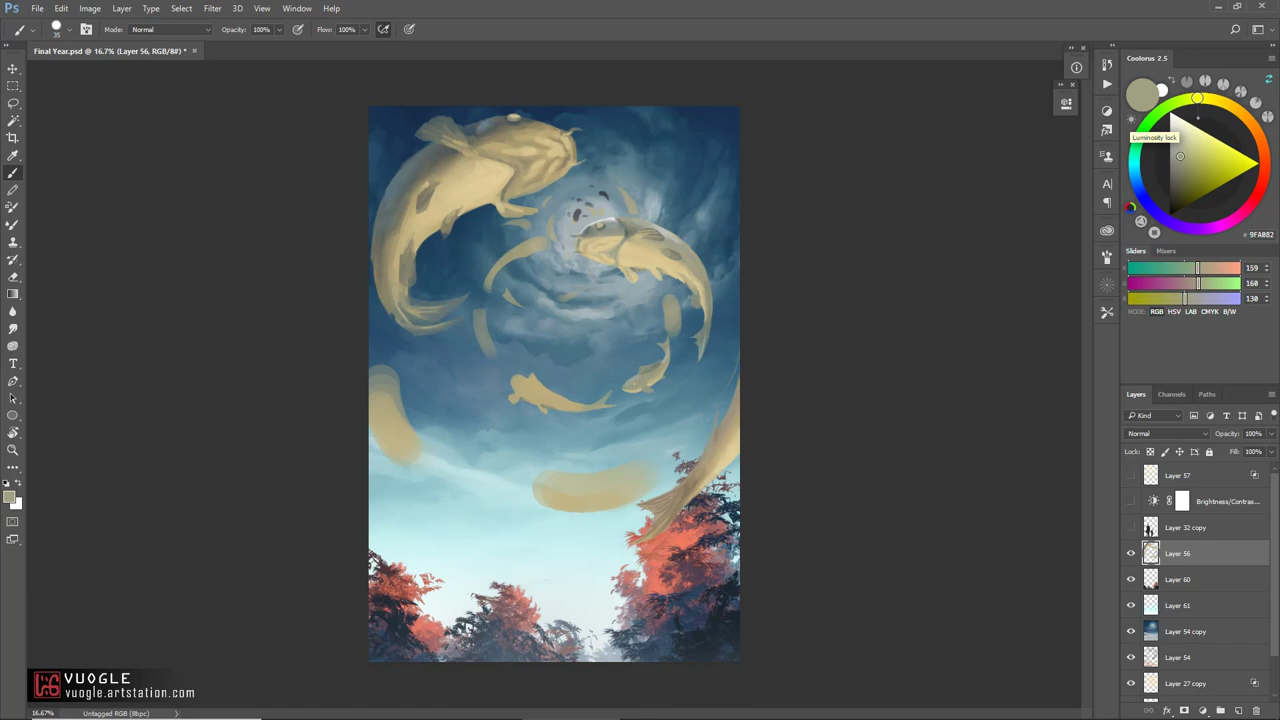 Ps File Edit Image Layer Type Select Filter 3D View Window Help
35 Mode: Normal Opacity: 100% Flow: 100%
Final Year.psd @ 16.7% (Layer 56, RGB/8#) *
Coolorus 2.5
Luminosity lock
9FA082
Sliders Mixers
159
160
130
MODE: RGB HSV LAB CMYK B/W
Layers Channels Paths
Kind
Normal Opacity: 100%
Lock: Fill: 100%
Layer 57
Brightness/Contras...
Layer 32 copy
Layer 56
Layer 60
Layer 61
Layer 54 copy
Layer 54
Layer 27 copy
VUOGLE
vuogle.artstation.com
16.67% Untagged RGB (8bpc)